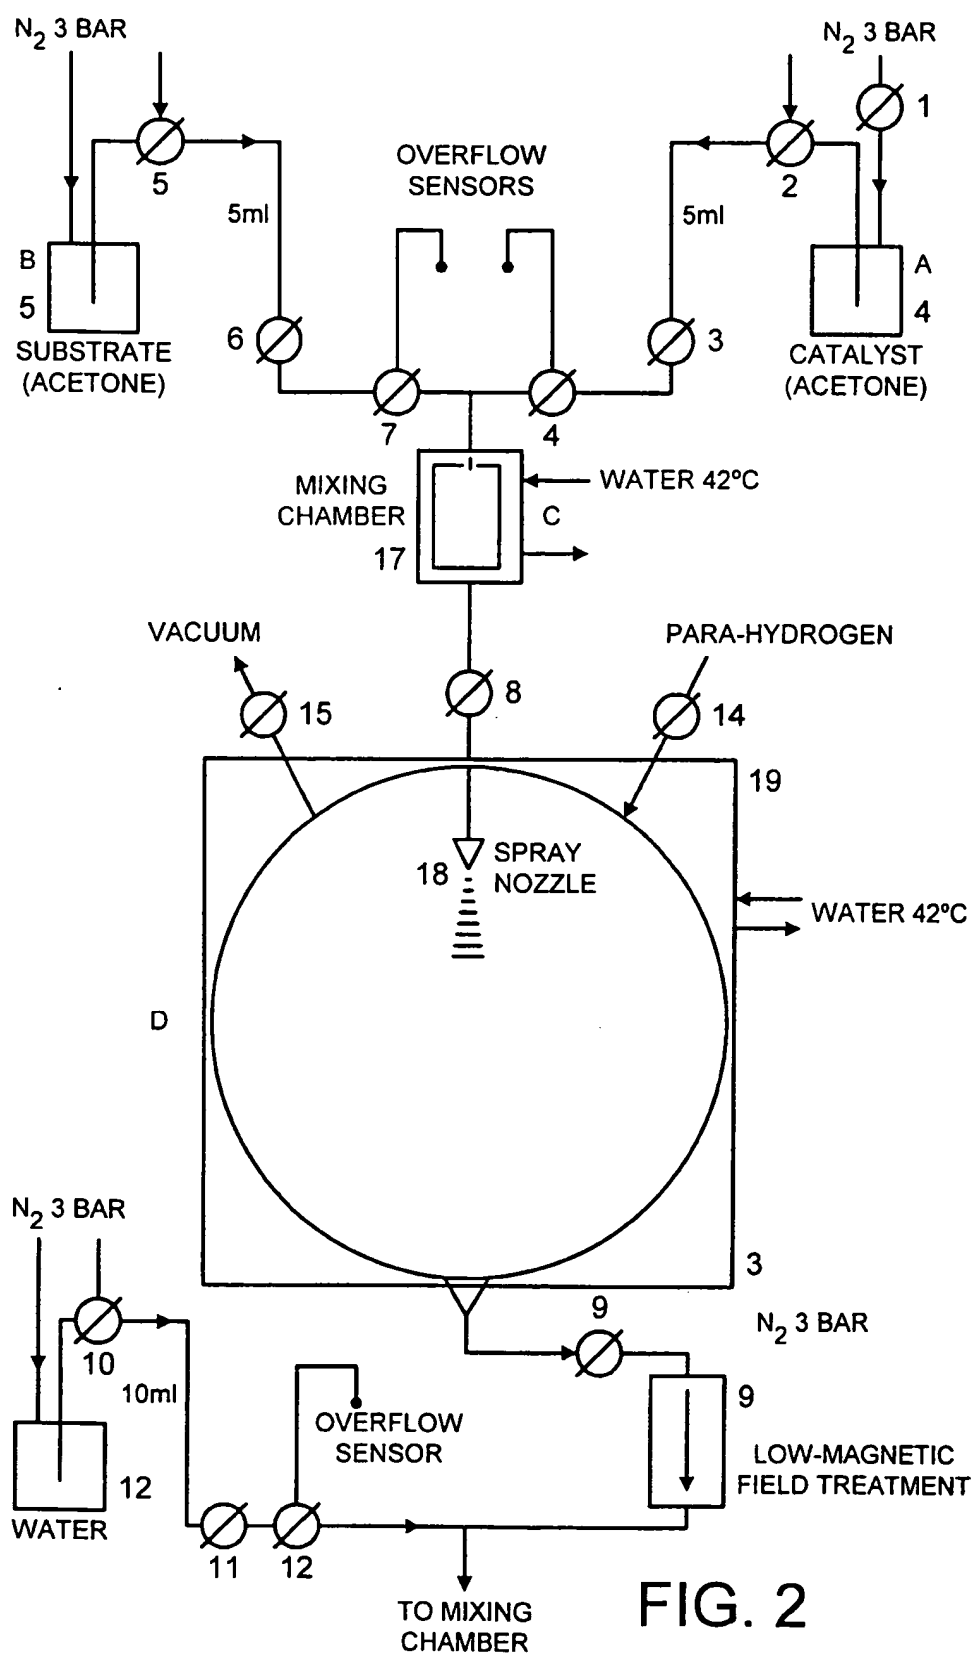 N2 3 BAR
N2 3 BAR
1
OVERFLOW
SENSORS
5
2
5ml
5ml
B
5
A
4
6
3
SUBSTRATE
(ACETONE)
CATALYST
(ACETONE)
7
4
MIXING
CHAMBER
17
WATER 42ºC
C
VACUUM
PARA-HYDROGEN
8
15
14
19
18
SPRAY
NOZZLE
WATER 42ºC
D
N2 3 BAR
3
9
N2 3 BAR
10
10ml
9
OVERFLOW
SENSOR
LOW-MAGNETIC
FIELD TREATMENT
12
WATER
11
12
TO MIXING
CHAMBER
FIG. 2